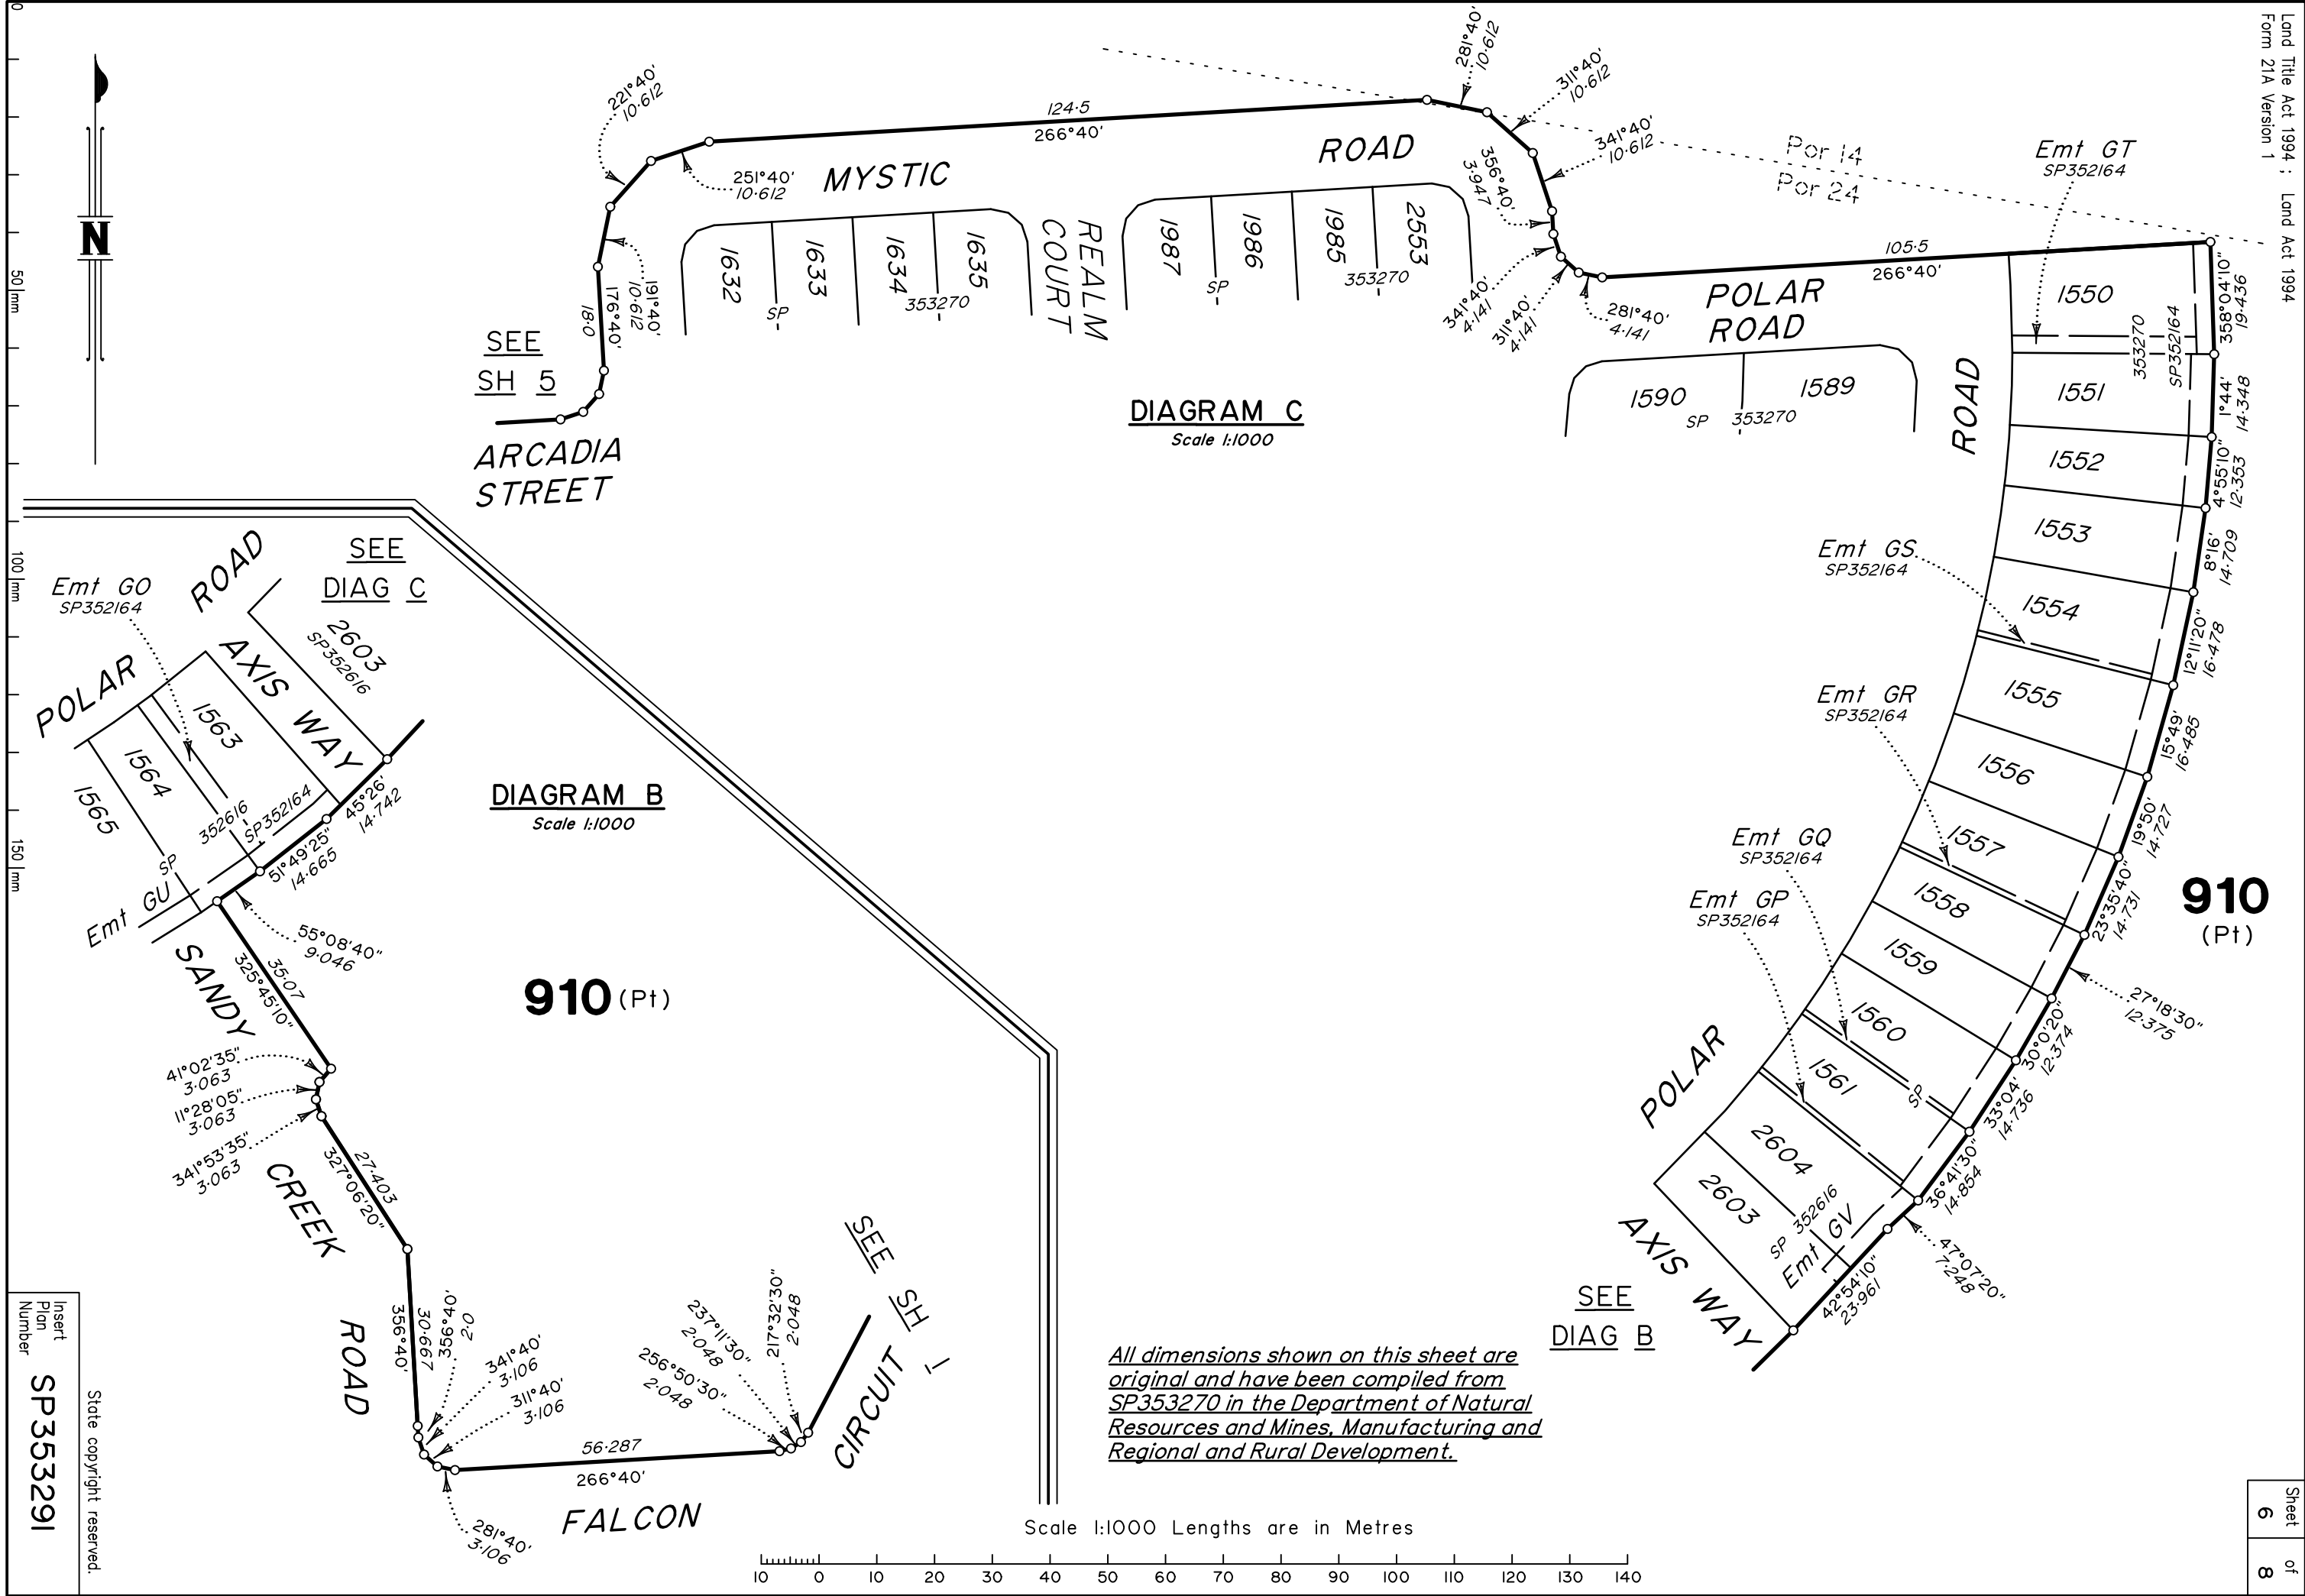 Land Title Act 1994 ; Land Act 1994
Form 21A Version 1
Sheet of
6 8
0
50 mm
100 mm
150 mm
N
281°40'
10·612
311°40'
10·612
341°40'
10·612
221°40'
10·612
251°40'
10·612
124·5
266°40'
MYSTIC
ROAD
356°40'
3·947
Por 14
Por 24
Emt GT
SP352164
191°40'
10·612
176°40'
18·0
1632
1633
1634
1635
SP
353270
REALM
COURT
1987
1986
1985
2553
SP
353270
341°40'
4·141
311°40'
4·141
281°40'
4·141
105·5
266°40'
POLAR
ROAD
ROAD
1590
1589
SP 353270
SEE
SH 5
ARCADIA
STREET
DIAGRAM C
Scale 1:1000
1550
353270
SP352164
358°04'10"
19·436
1551
1°44'
14·348
1552
4°55'10"
12·353
1553
8°16'
14·709
Emt GS
SP352164
1554
12°11'20"
16·478
1555
15°49'
16·485
Emt GR
SP352164
1556
19°50'
14·727
1557
23°35'40"
14·731
Emt GQ
SP352164
1558
27°18'30"
12·375
Emt GP
SP352164
1559
30°0'20"
12·374
1560
SP
33°04'
14·736
1561
36°41'30"
14·854
2604
47°07'20"
7·248
2603
SP 352616
Emt GV
42°54'10"
23·961
POLAR
AXIS WAY
SEE
DIAG B
910
(Pt)
SEE
DIAG C
Emt GO
SP352164
ROAD
POLAR
AXIS WAY
2603
SP352616
1563
1564
1565
352616
SP352164
SP
45°26'
14·742
51°49'25"
14·665
55°08'40"
9·046
Emt GU
DIAGRAM B
Scale 1:1000
SANDY
CREEK
ROAD
35·07
325°45'10"
910 (Pt)
41°02'35"
3·063
11°28'05"
3·063
341°53'35"
3·063
27·403
327°06'20"
30·667
356°40'
356°40'
2·0
341°40'
3·106
311°40'
3·106
281°40'
3·106
56·287
266°40'
256°50'30"
2·048
237°11'30"
2·048
217°32'30"
2·048
FALCON
CIRCUIT
SEE SH 1
All dimensions shown on this sheet are
original and have been compiled from
SP353270 in the Department of Natural
Resources and Mines, Manufacturing and
Regional and Rural Development.
Scale 1:1000 Lengths are in Metres
10 0 10 20 30 40 50 60 70 80 90 100 110 120 130 140
State copyright reserved.
Insert
Plan
Number
SP353291